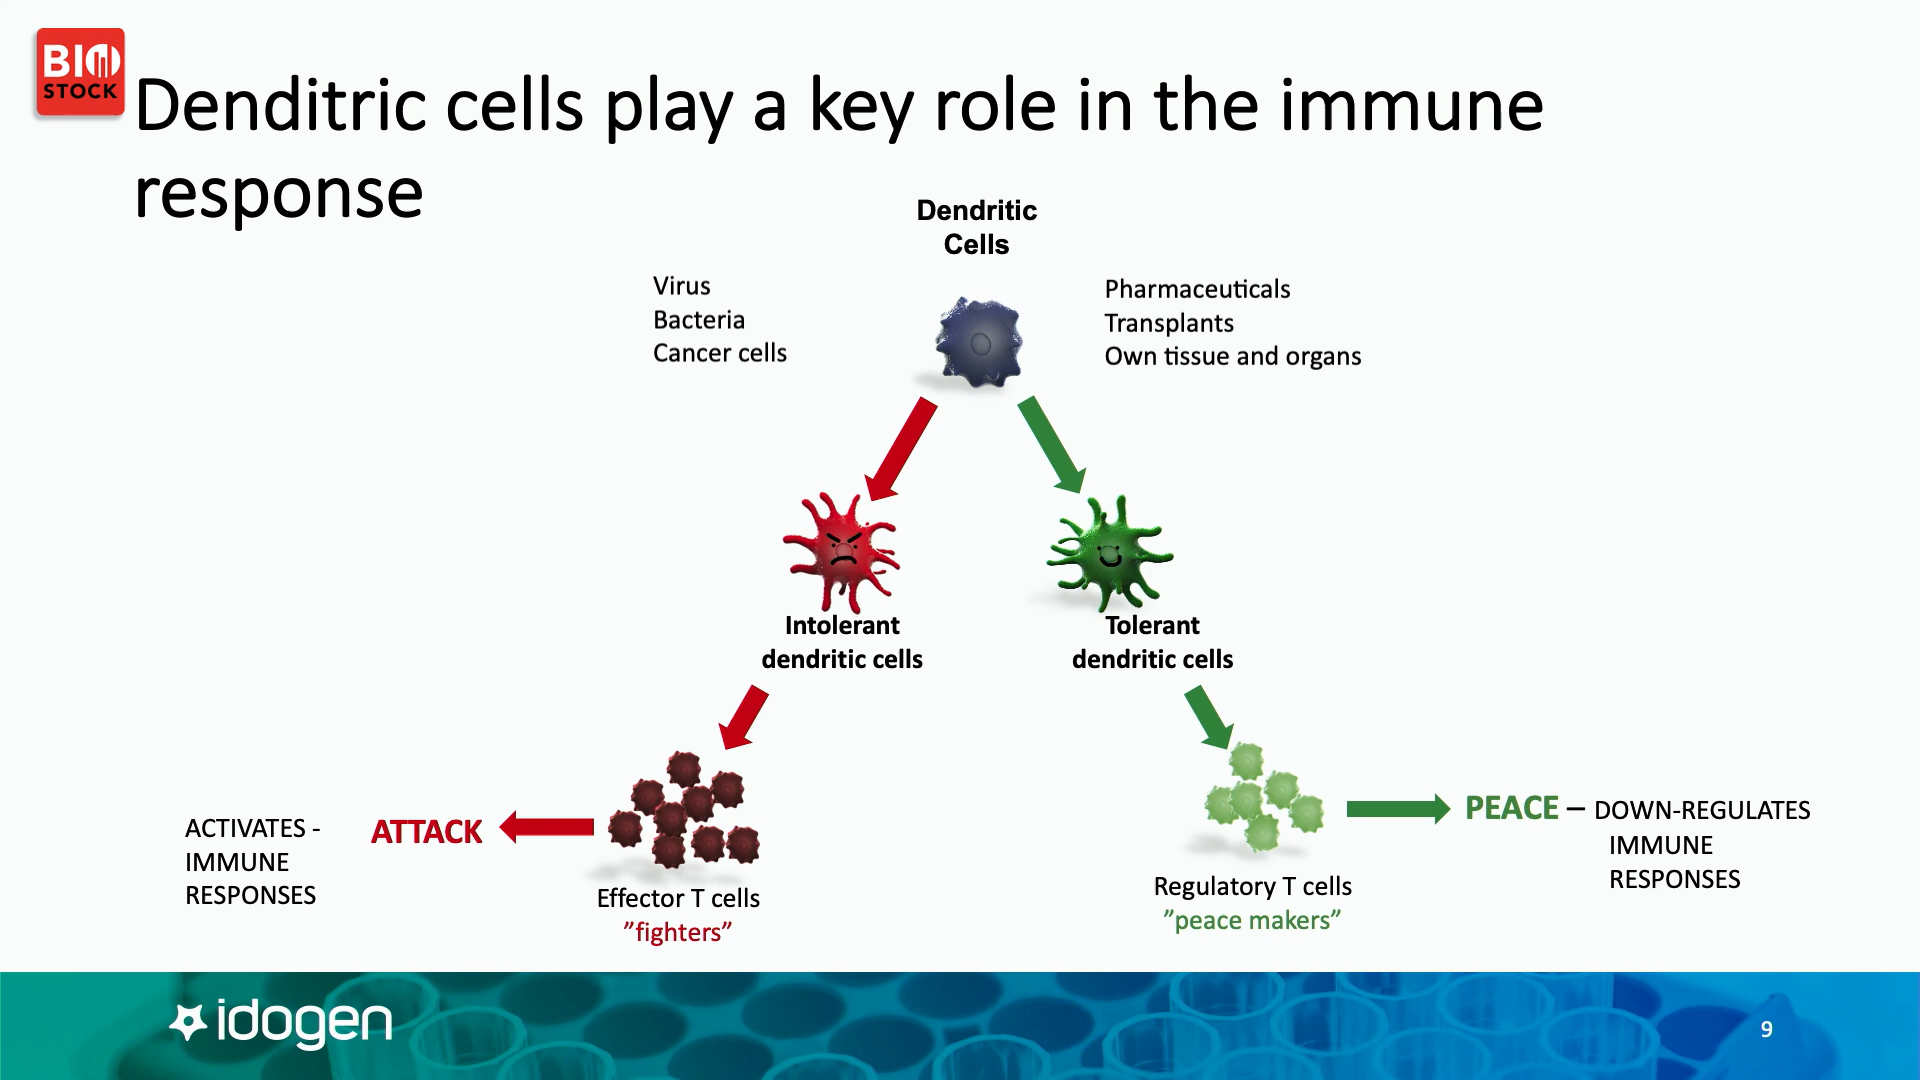 BIO
STOCK
Denditric cells play a key role in the immune
response
Dendritic
Cells
Virus
Bacteria
Cancer cells
Pharmaceuticals
Transplants
Own tissue and organs
Intolerant
dendritic cells
Tolerant
dendritic cells
ACTIVATES -
IMMUNE
RESPONSES
ATTACK
Effector T cells
”fighters”
Regulatory T cells
”peace makers”
PEACE – DOWN-REGULATES
IMMUNE
RESPONSES
idogen
9